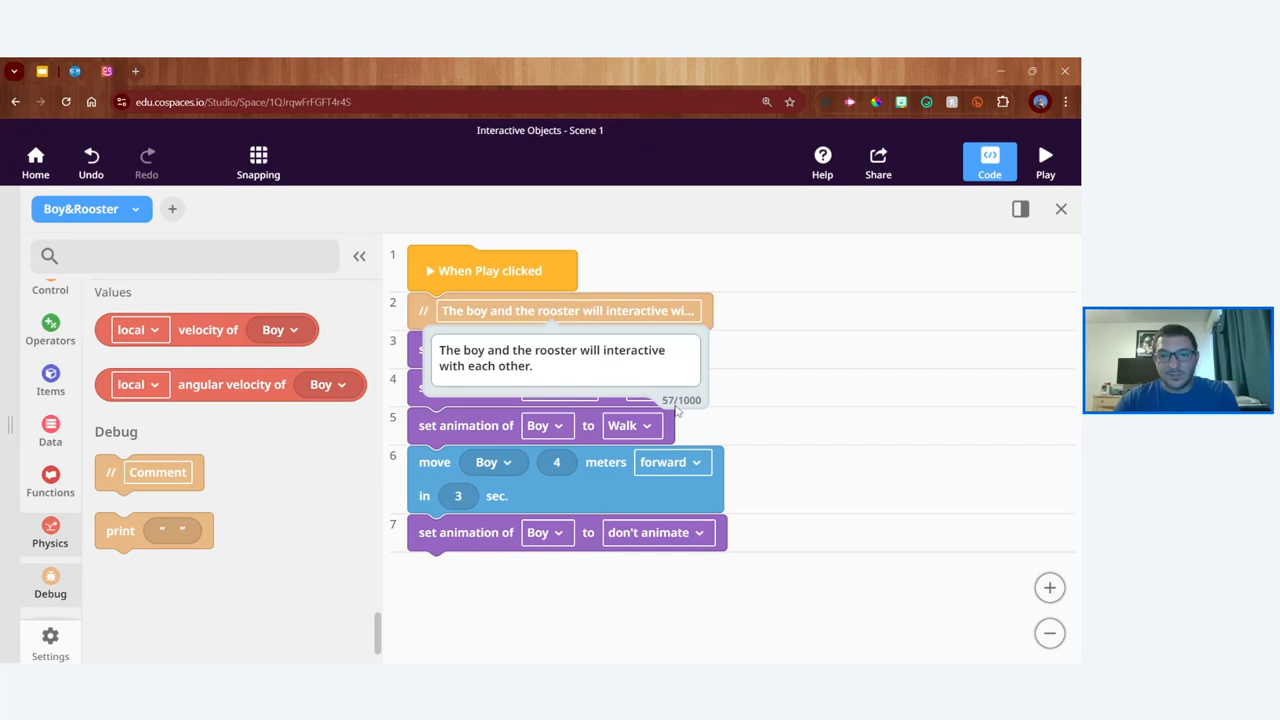 edu.cospaces.io/Studio/Space/1QJrqwFrFGFT4r4S
Interactive Objects - Scene 1
Home
Undo
Redo
Snapping
Help
Share
Code
Play
Boy&Rooster
Control
Operators
Items
Data
Functions
Physics
Debug
Settings
Values
local velocity of Boy
local angular velocity of Boy
Debug
// Comment
print " "
1
When Play clicked
2
// The boy and the rooster will interactive wi...
The boy and the rooster will interactive
with each other.
57/1000
3
4
5
set animation of Boy to Walk
6
move Boy 4 meters forward
in 3 sec.
7
set animation of Boy to don't animate